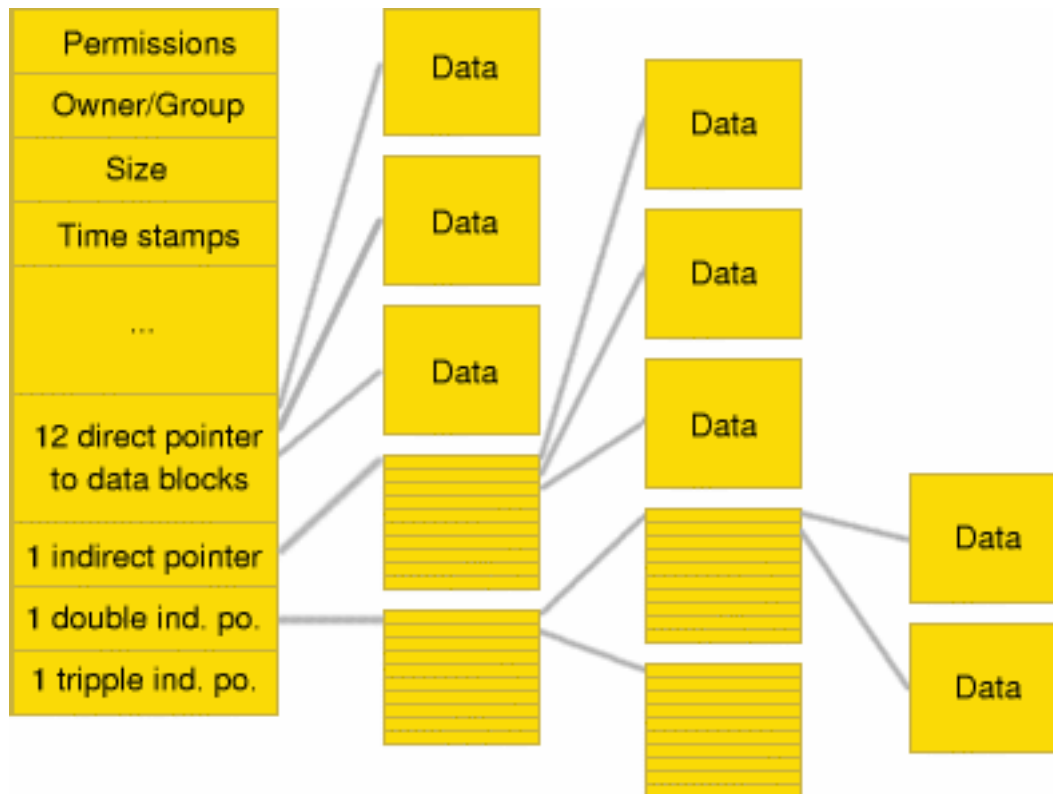 Permissions
Owner/Group
Size
Time stamps
...
12 direct pointer
to data blocks
1 indirect pointer
1 double ind. po.
1 tripple ind. po.
Data
Data
Data
Data
Data
Data
Data
Data